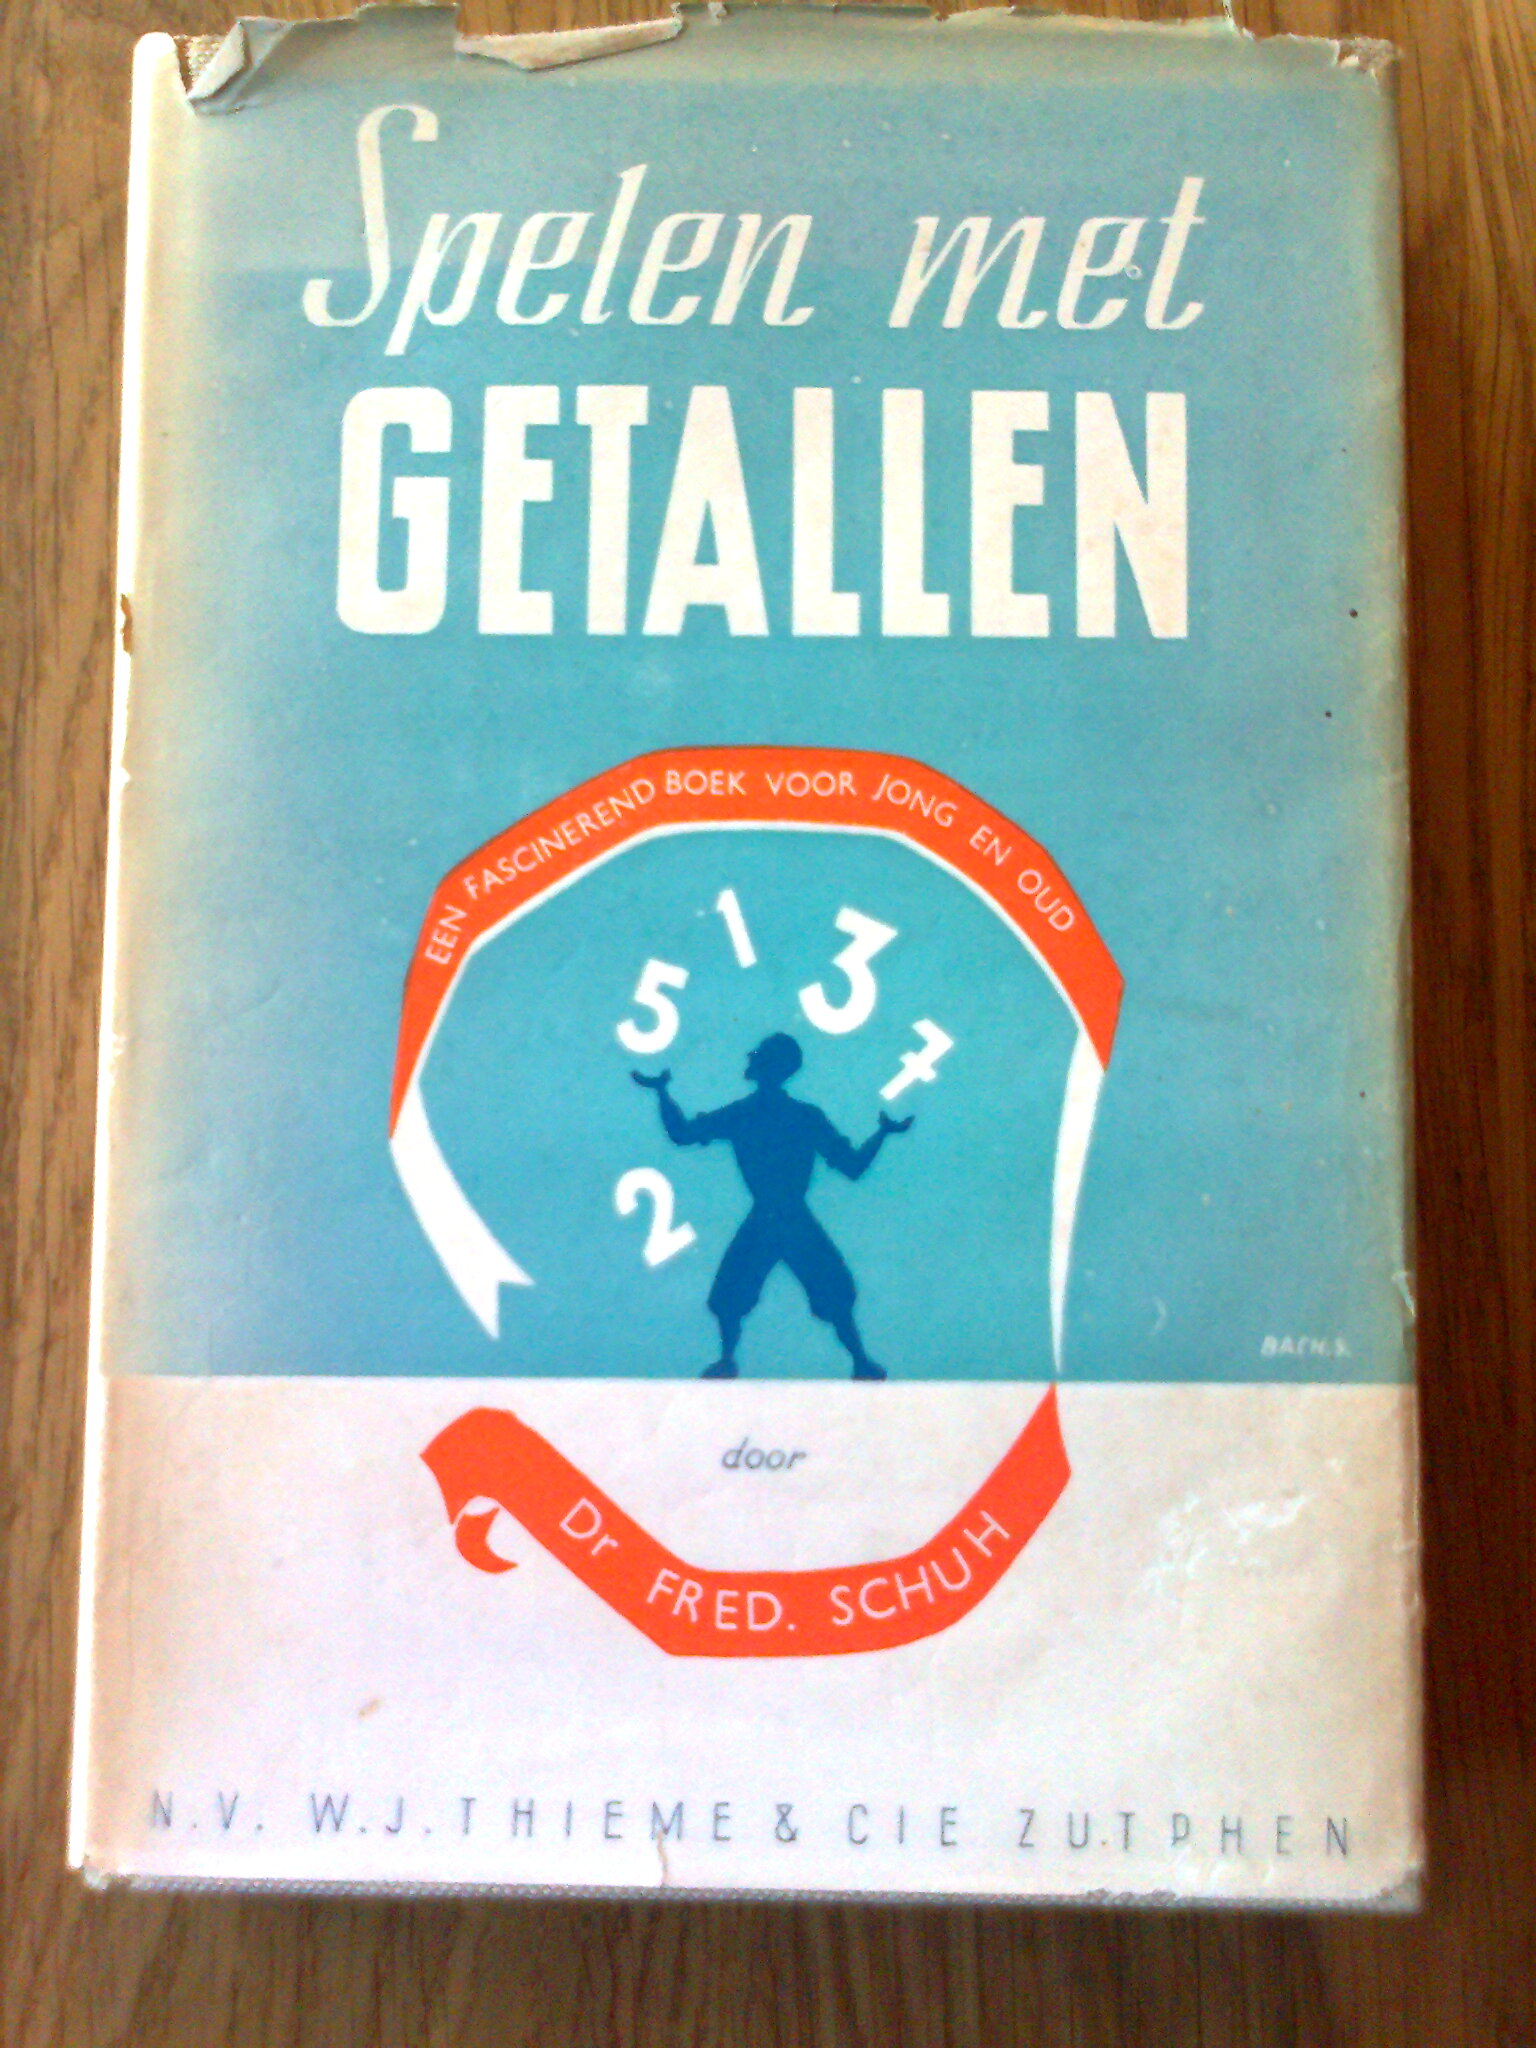 Spelen met
GETALLEN
EEN FASCINEREND BOEK VOOR JONG EN OUD
1
3
5
7
2
door
Dr FRED. SCHUH
N.V. W.J. THIEME & CIE ZUTPHEN